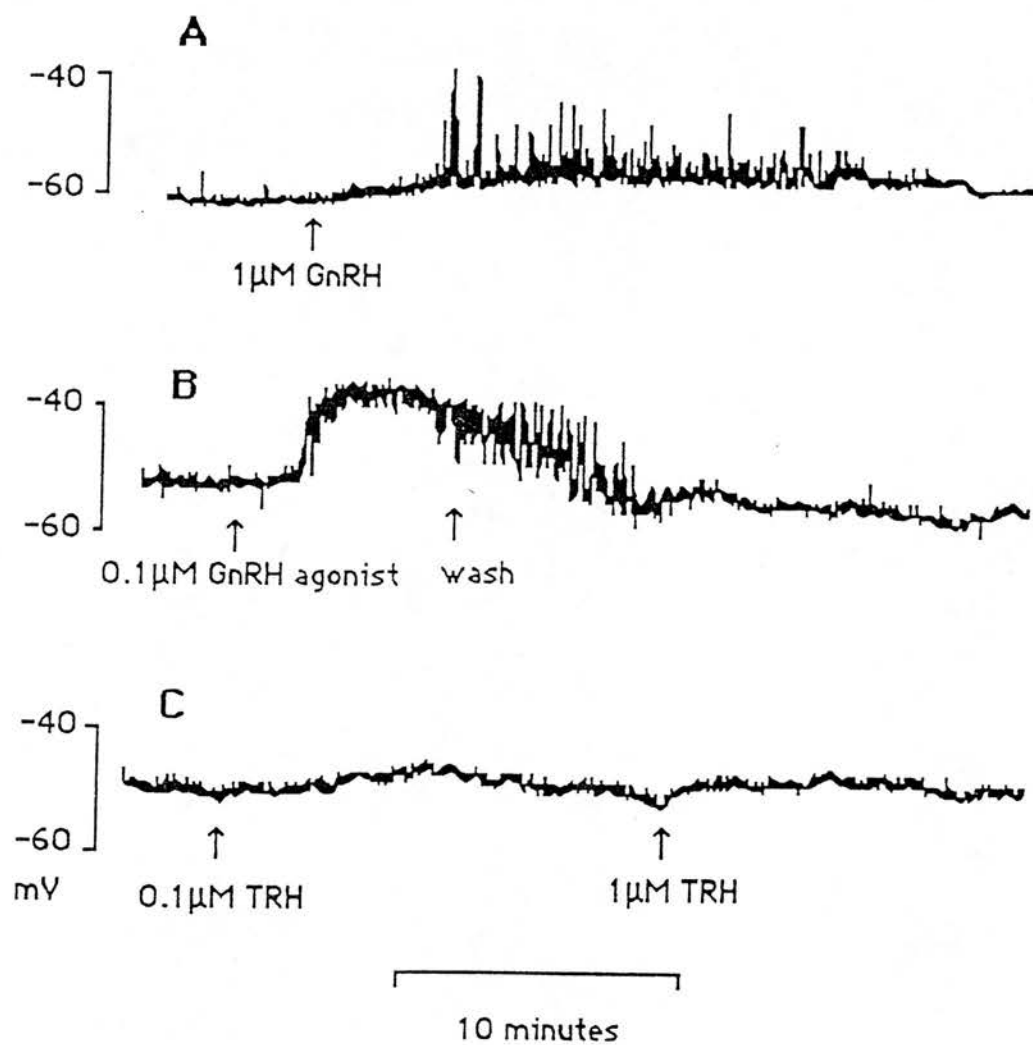 A
-40
-60
↑
1µM GnRH
B
-40
-60
↑ ↑
0.1µM GnRH agonist wash
C
-40
-60
mV
↑ ↑
0.1µM TRH 1µM TRH
10 minutes